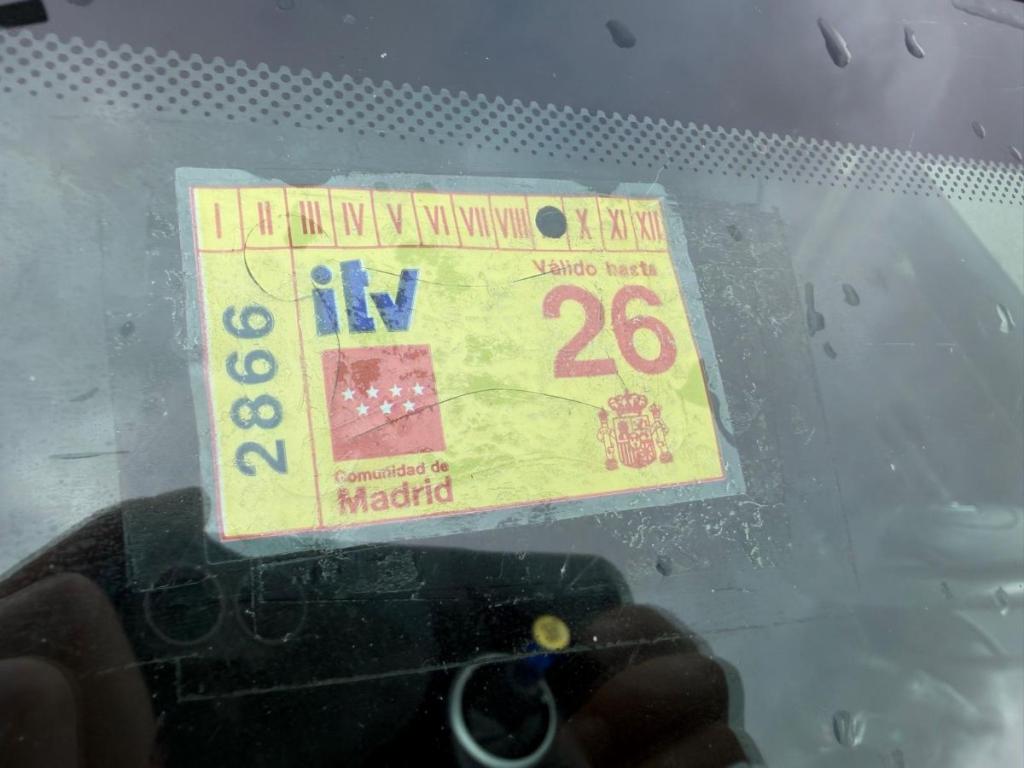 I II III IV V VI VII VIII X XI XII
itv
Válido hasta
26
2866
Comunidad de
Madrid